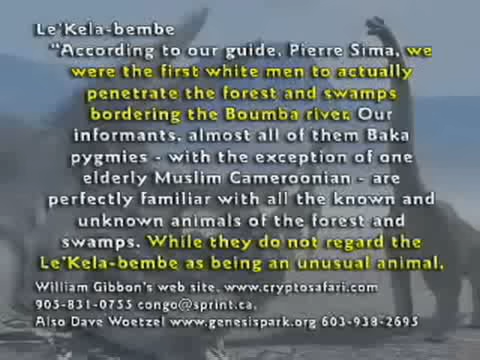 Le'Kela-bembe
"According to our guide, Pierre Sima, we
were the first white men to actually
penetrate the forest and swamps
bordering the Boumba river. Our
informants, almost all of them Baka
pygmies - with the exception of one
elderly Muslim Cameroonian - are
perfectly familiar with all the known and
unknown animals of the forest and
swamps. While they do not regard the
Le'Kela-bembe as being an unusual animal,
William Gibbon's web site. www.cryptosafari.com
905-831-0755 congo@sprint.ca.
Also Dave Woetzel www.genesispark.org 603-938-2695